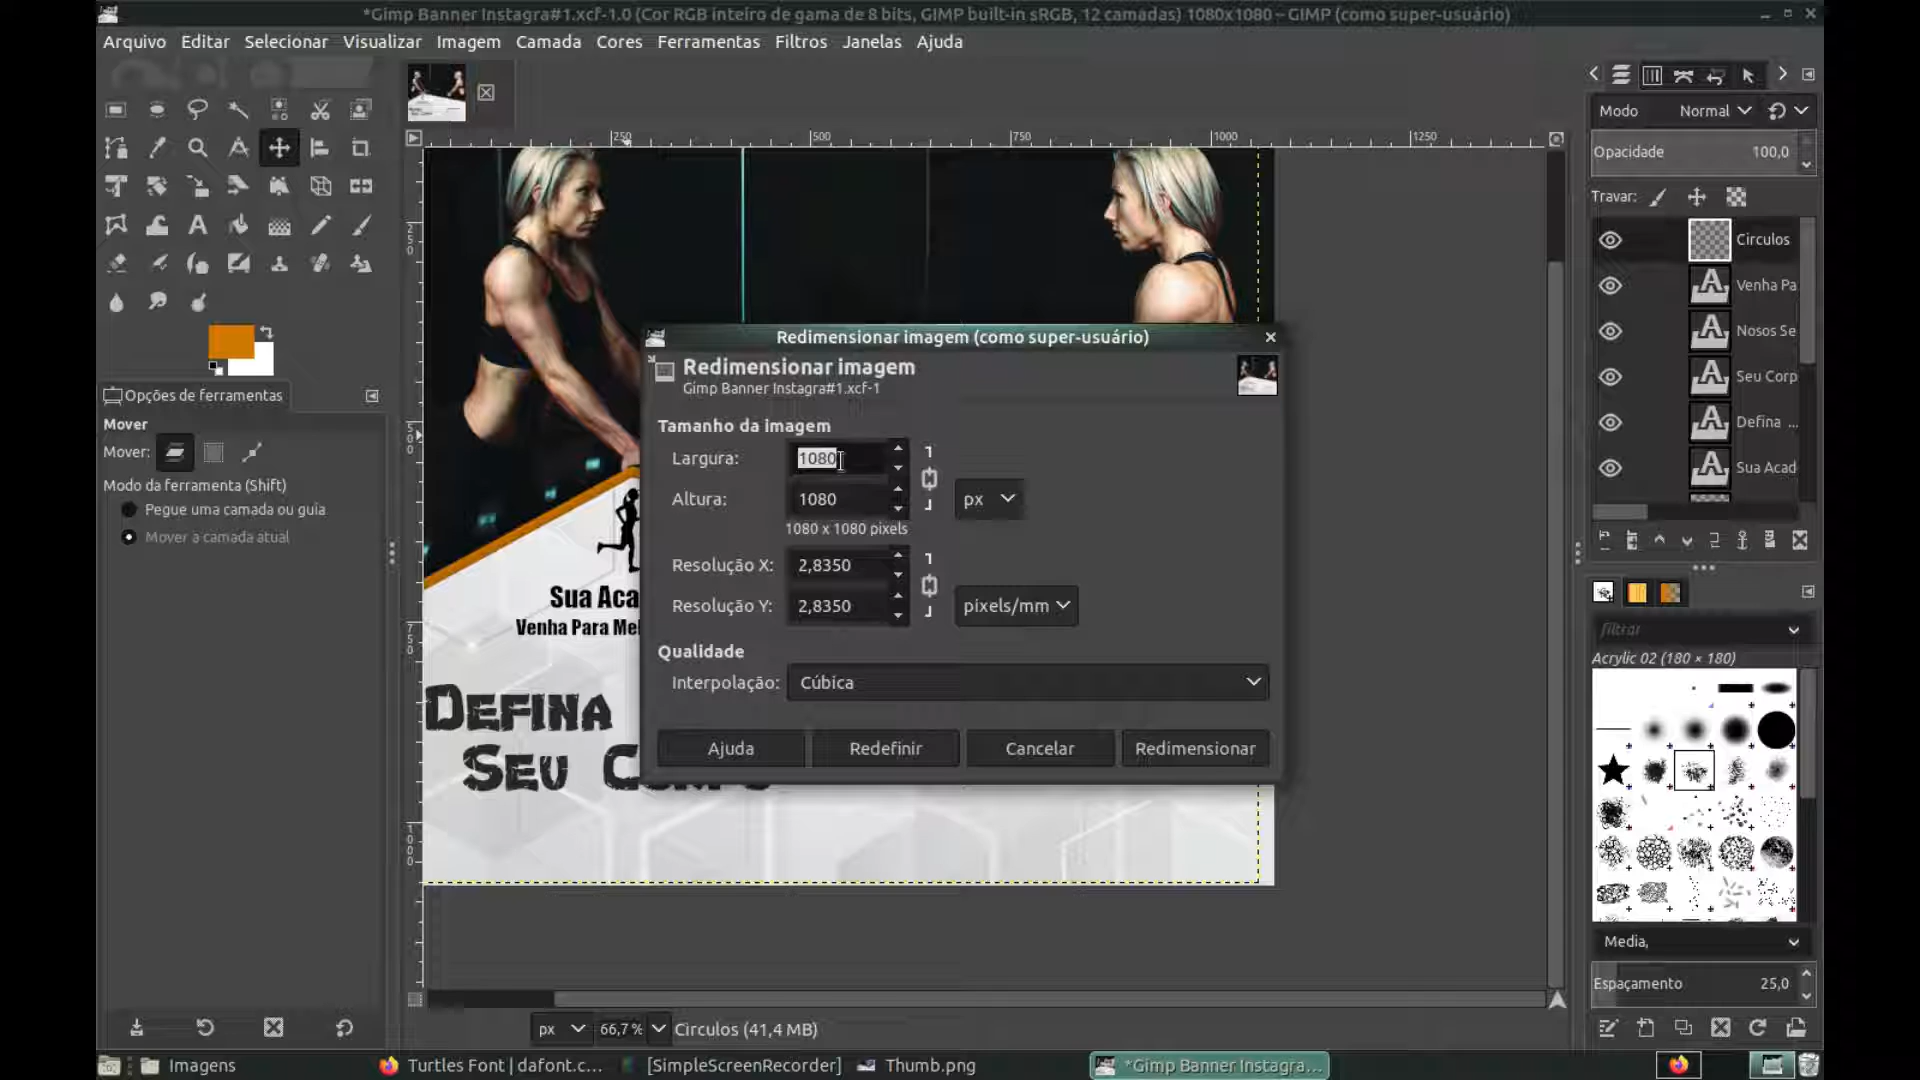 *Gimp Banner Instagra#1.xcf-1.0 (Cor RGB inteiro de gama de 8 bits, GIMP built-in sRGB, 12 camadas) 1080x1080 – GIMP (como super-usuário)
Arquivo Editar Selecionar Visualizar Imagem Camada Cores Ferramentas Filtros Janelas Ajuda
250 500 750 1000 1250
Modo Normal
Opacidade 100,0
Travar:
Circulos
Venha Pa
Nosos Se
Seu Corp
Defina ...
Sua Acad
Opções de ferramentas
Mover
Mover:
Modo da ferramenta (Shift)
Pegue uma camada ou guia
Mover a camada atual
250
500
750
1000
Sua Aca
Venha Para Mel
Defina
Seu C
Redimensionar imagem (como super-usuário)
Redimensionar imagem
Gimp Banner Instagra#1.xcf-1
Tamanho da imagem
Largura: 1080
Altura: 1080 px
1080 x 1080 pixels
Resolução X: 2,8350
Resolução Y: 2,8350 pixels/mm
Qualidade
Interpolação: Cúbica
Ajuda Redefinir Cancelar Redimensionar
filtrar
Acrylic 02 (180 × 180)
Media,
Espaçamento 25,0
px 66,7 % Circulos (41,4 MB)
Imagens Turtles Font | dafont.c... [SimpleScreenRecorder] Thumb.png *Gimp Banner Instagra...